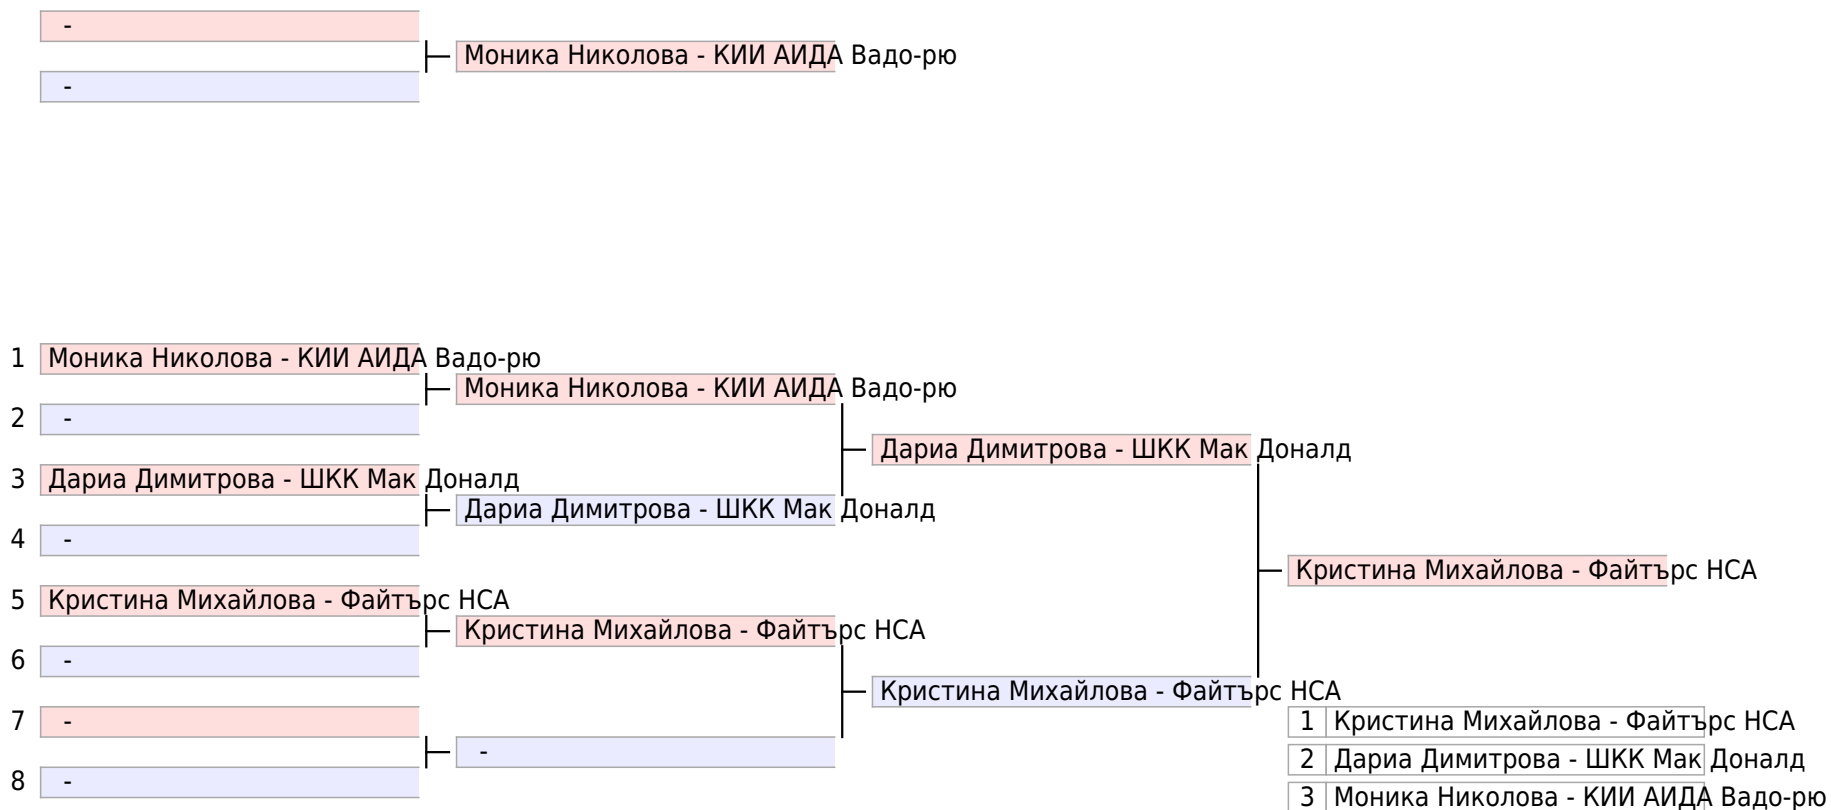 -
Моника Николова - КИИ АИДА Вадо-рю
-
1 Моника Николова - КИИ АИДА Вадо-рю
Моника Николова - КИИ АИДА Вадо-рю
2 -
Дариа Димитрова - ШКК Мак Доналд
3 Дариа Димитрова - ШКК Мак Доналд
Дариа Димитрова - ШКК Мак Доналд
4 -
Кристина Михайлова - Файтърс НСА
5 Кристина Михайлова - Файтърс НСА
Кристина Михайлова - Файтърс НСА
6 -
Кристина Михайлова - Файтърс НСА
7 -
1 Кристина Михайлова - Файтърс НСА
-
2 Дариа Димитрова - ШКК Мак Доналд
8 -
3 Моника Николова - КИИ АИДА Вадо-рю